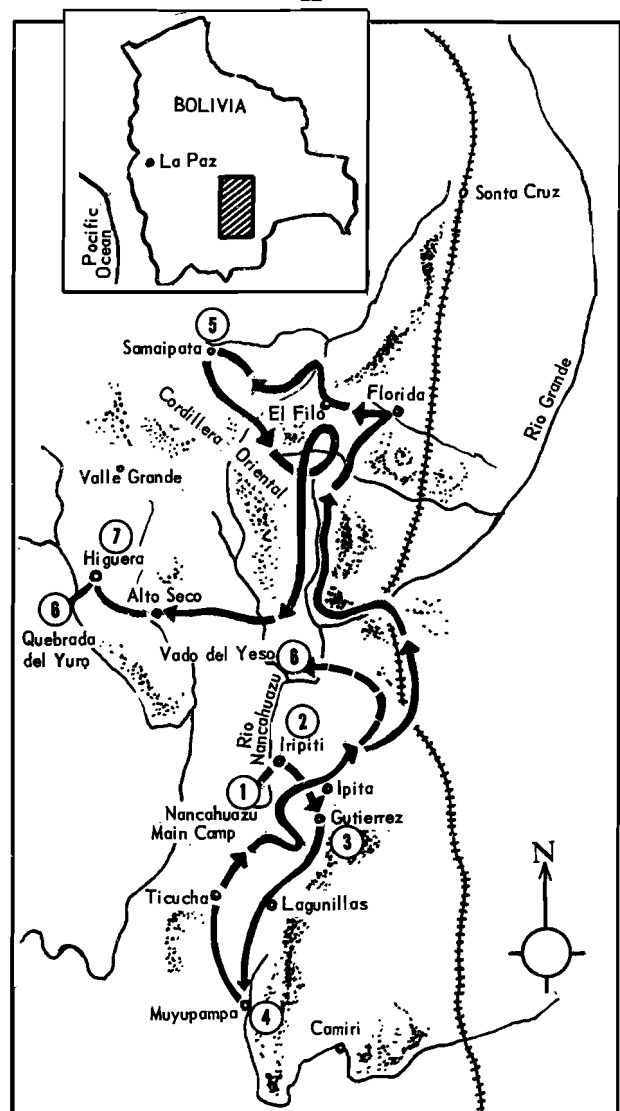 BOLIVIA
La Paz
Pacific
Ocean
Sonta Cruz
5
Samaipata
Cordillera
Oriental
El Filo
Florida
Rio Grande
Valle Grande
7
Higuera
Alto Seco
6
Quebrada
del Yuro
Vado del Yeso
6
Rio
Nancahuazu
2
Iripiti
1
Nancahuazu
Main Camp
Ipita
Gutierrez
3
N
Ticucha
Lagunillas
Muyupampa
4
Camiri